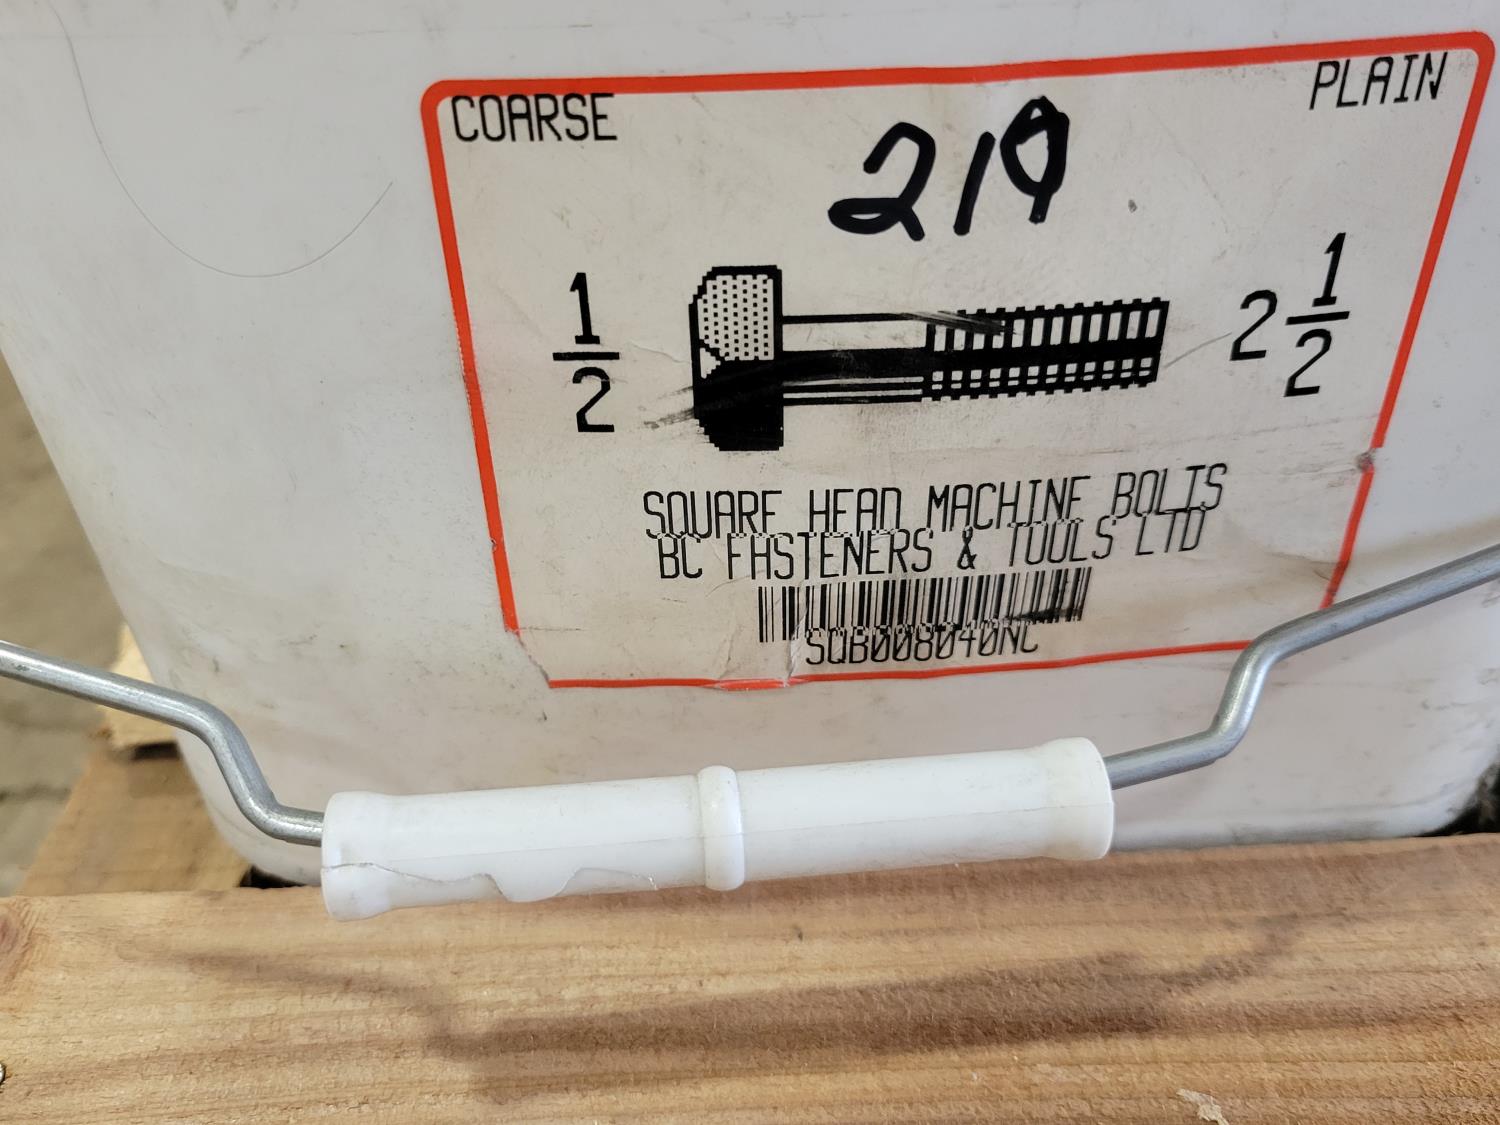 COARSE
PLAIN
219
1/2
2 1/2
SQUARE HEAD MACHINE BOLTS
BC FASTENERS & TOOLS LTD
SQB008040NC